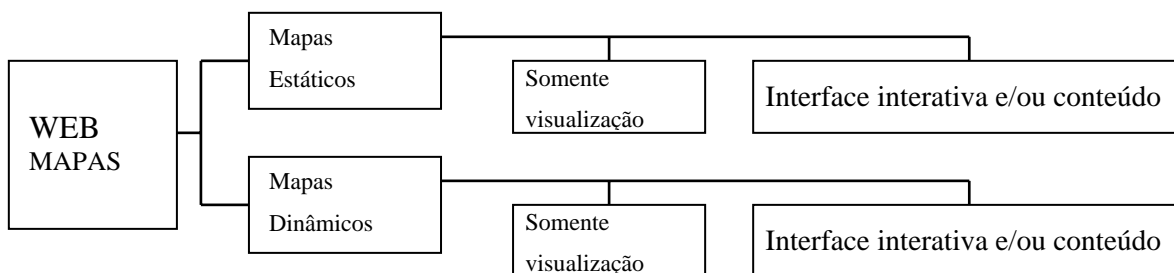 WEB
MAPAS
Mapas
Estáticos
Somente
visualização
Interface interativa e/ou conteúdo
Mapas
Dinâmicos
Somente
visualização
Interface interativa e/ou conteúdo